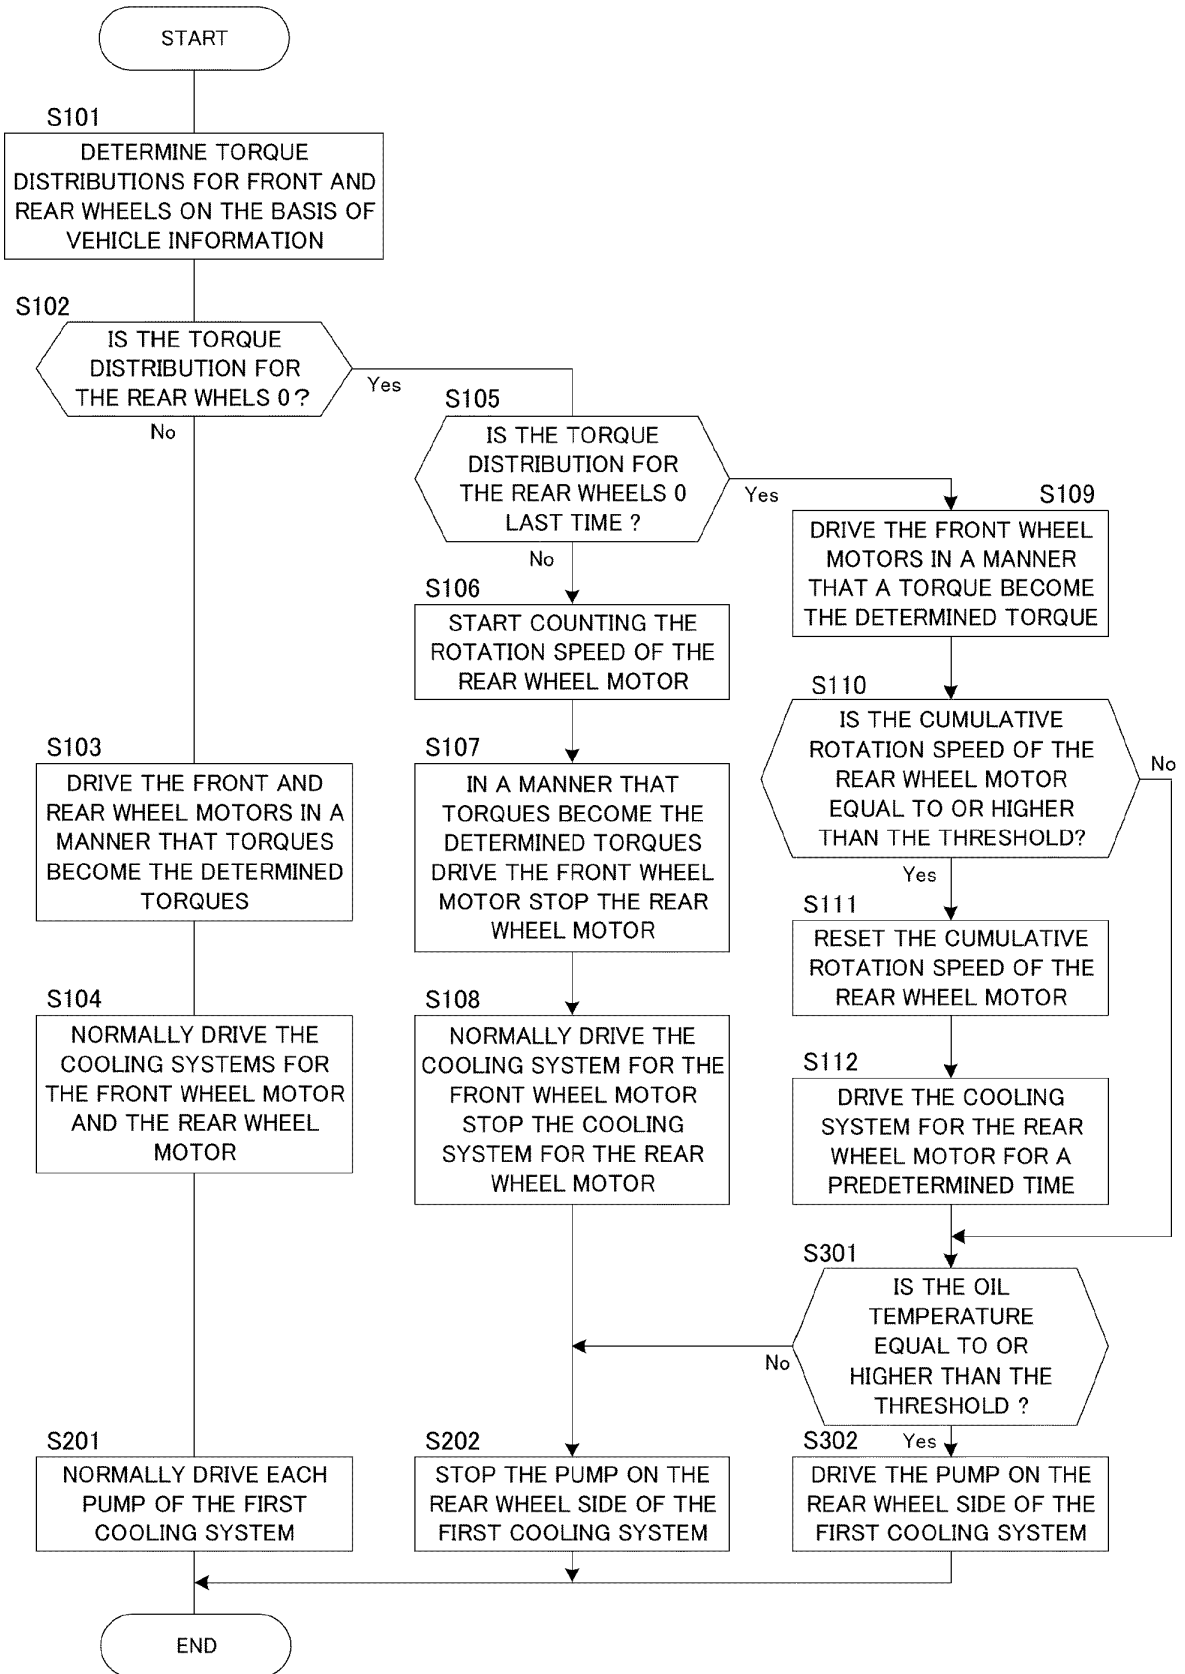 START
S101
DETERMINE TORQUE
DISTRIBUTIONS FOR FRONT AND
REAR WHEELS ON THE BASIS OF
VEHICLE INFORMATION
S102
IS THE TORQUE
DISTRIBUTION FOR
THE REAR WHELS 0?
Yes
No
S105
IS THE TORQUE
DISTRIBUTION FOR
THE REAR WHEELS 0
LAST TIME ?
Yes
No
S109
DRIVE THE FRONT WHEEL
MOTORS IN A MANNER
THAT A TORQUE BECOME
THE DETERMINED TORQUE
S106
START COUNTING THE
ROTATION SPEED OF THE
REAR WHEEL MOTOR
S110
IS THE CUMULATIVE
ROTATION SPEED OF THE
REAR WHEEL MOTOR
EQUAL TO OR HIGHER
THAN THE THRESHOLD?
No
Yes
S103
DRIVE THE FRONT AND
REAR WHEEL MOTORS IN A
MANNER THAT TORQUES
BECOME THE DETERMINED
TORQUES
S107
IN A MANNER THAT
TORQUES BECOME THE
DETERMINED TORQUES
DRIVE THE FRONT WHEEL
MOTOR STOP THE REAR
WHEEL MOTOR
S111
RESET THE CUMULATIVE
ROTATION SPEED OF THE
REAR WHEEL MOTOR
S104
NORMALLY DRIVE THE
COOLING SYSTEMS FOR
THE FRONT WHEEL MOTOR
AND THE REAR WHEEL
MOTOR
S108
NORMALLY DRIVE THE
COOLING SYSTEM FOR THE
FRONT WHEEL MOTOR
STOP THE COOLING
SYSTEM FOR THE REAR
WHEEL MOTOR
S112
DRIVE THE COOLING
SYSTEM FOR THE REAR
WHEEL MOTOR FOR A
PREDETERMINED TIME
S301
IS THE OIL
TEMPERATURE
EQUAL TO OR
HIGHER THAN THE
THRESHOLD ?
No
Yes
S201
NORMALLY DRIVE EACH
PUMP OF THE FIRST
COOLING SYSTEM
S202
STOP THE PUMP ON THE
REAR WHEEL SIDE OF THE
FIRST COOLING SYSTEM
S302
DRIVE THE PUMP ON THE
REAR WHEEL SIDE OF THE
FIRST COOLING SYSTEM
END